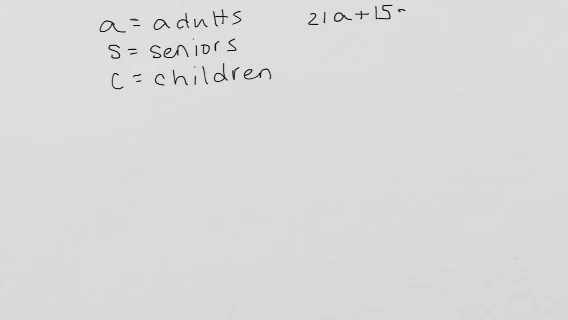 a = adults
s = seniors
c = children
21a + 15